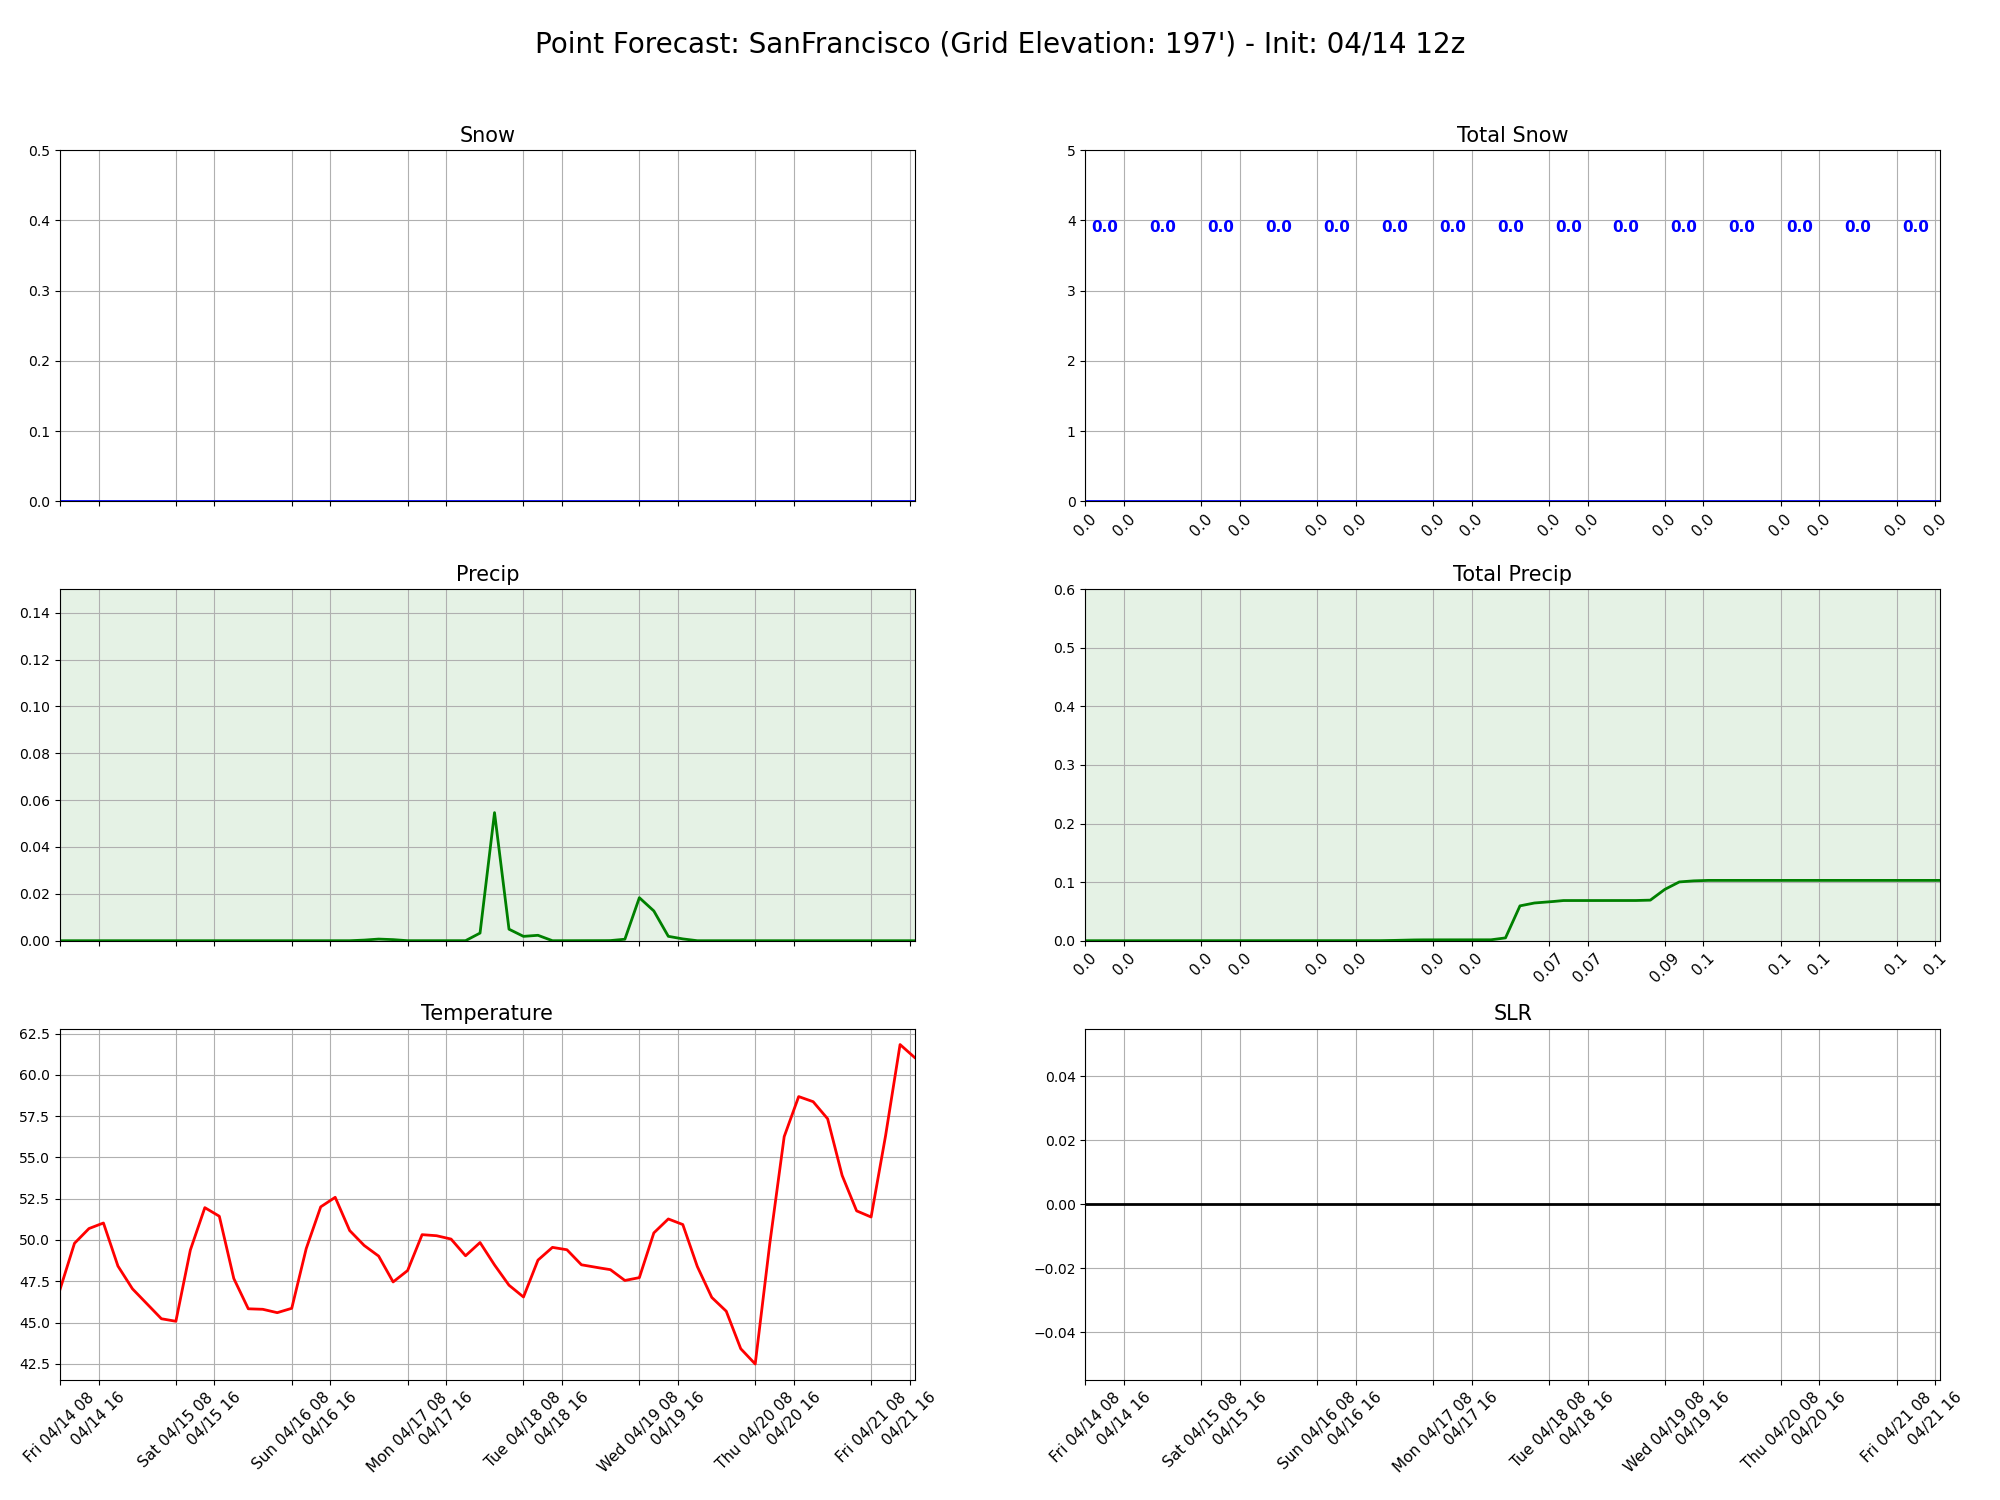 Point Forecast: SanFrancisco (Grid Elevation: 197') - Init: 04/14 12z
Snow
0.5
0.4
0.3
0.2
0.1
0.0
Total Snow
5
4
3
2
1
0
0.0 0.0 0.0 0.0 0.0 0.0 0.0 0.0 0.0 0.0 0.0 0.0 0.0 0.0 0.0
0.0 0.0 0.0 0.0 0.0 0.0 0.0 0.0 0.0 0.0 0.0 0.0 0.0 0.0 0.0 0.0
Precip
0.14
0.12
0.10
0.08
0.06
0.04
0.02
0.00
Total Precip
0.6
0.5
0.4
0.3
0.2
0.1
0.0
0.0 0.0 0.0 0.0 0.0 0.0 0.0 0.0 0.07 0.07 0.09 0.1 0.1 0.1 0.1 0.1
Temperature
62.5
60.0
57.5
55.0
52.5
50.0
47.5
45.0
42.5
Fri 04/14 08
04/14 16
Sat 04/15 08
04/15 16
Sun 04/16 08
04/16 16
Mon 04/17 08
04/17 16
Tue 04/18 08
04/18 16
Wed 04/19 08
04/19 16
Thu 04/20 08
04/20 16
Fri 04/21 08
04/21 16
SLR
0.04
0.02
0.00
−0.02
−0.04
Fri 04/14 08
04/14 16
Sat 04/15 08
04/15 16
Sun 04/16 08
04/16 16
Mon 04/17 08
04/17 16
Tue 04/18 08
04/18 16
Wed 04/19 08
04/19 16
Thu 04/20 08
04/20 16
Fri 04/21 08
04/21 16